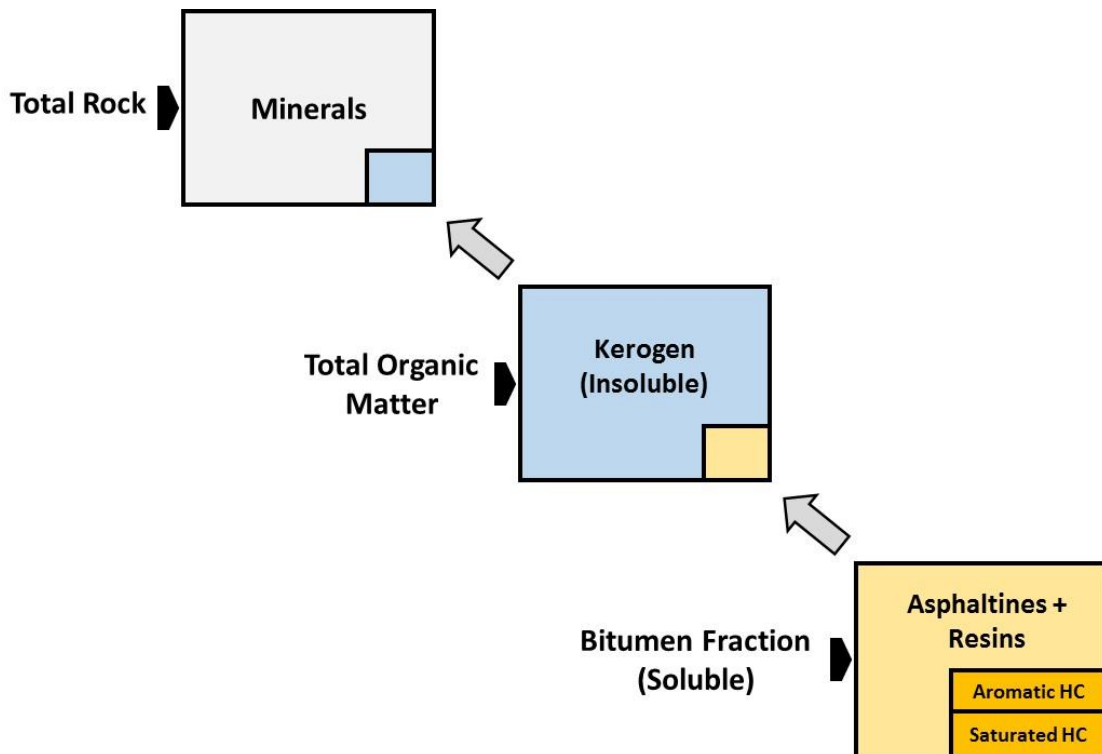 Total Rock
Minerals
Total Organic
Matter
Kerogen
(Insoluble)
Bitumen Fraction
(Soluble)
Asphaltines +
Resins
Aromatic HC
Saturated HC